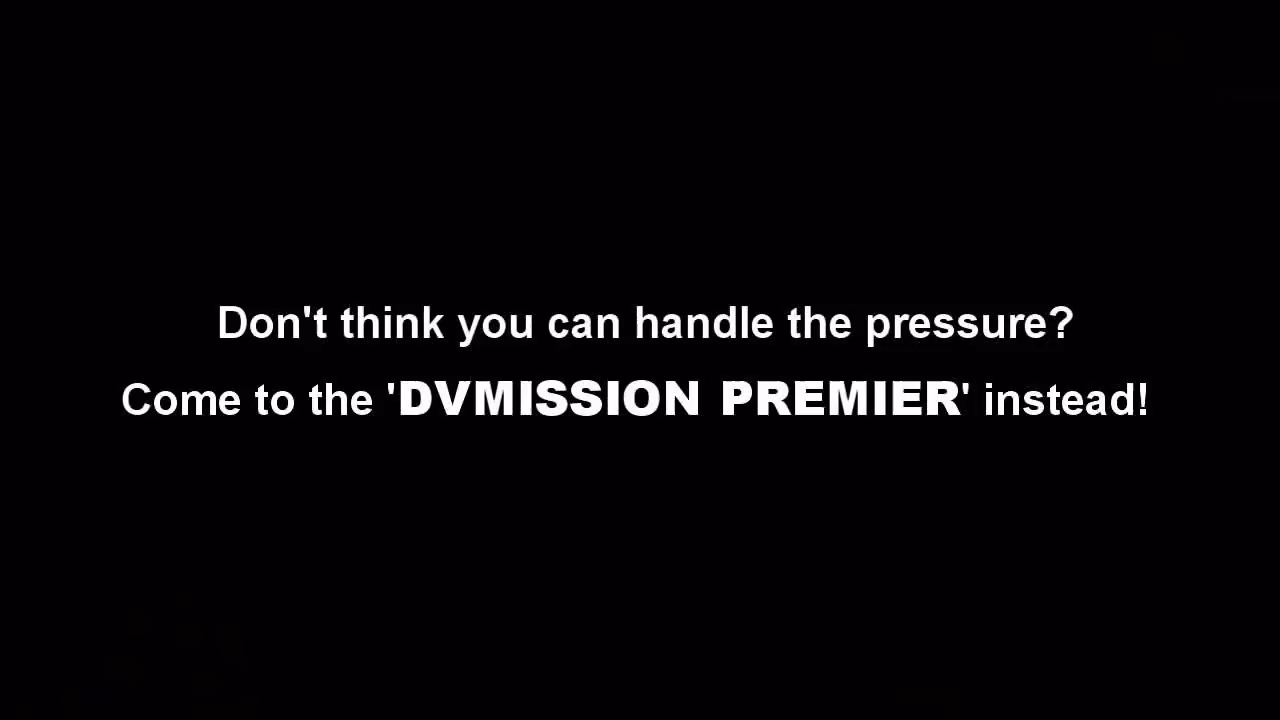 Don't think you can handle the pressure?
Come to the 'DVMISSION PREMIER' instead!